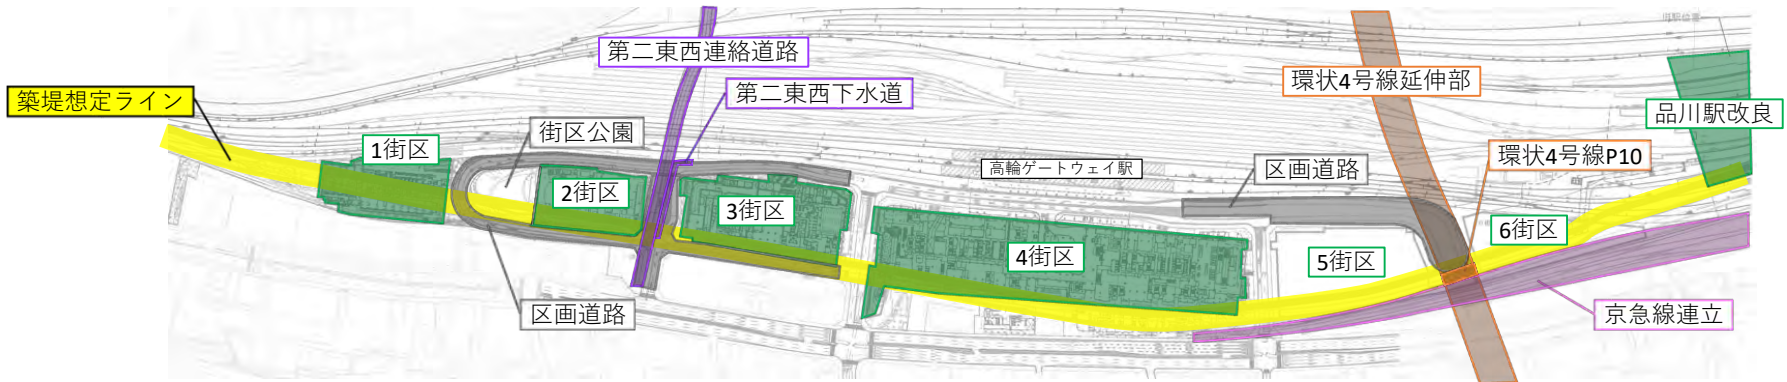 第二東西連絡道路
環状4号線延伸部
築堤想定ライン
第二東西下水道
品川駅改良
街区公園
1街区
高輪ゲートウェイ駅
区画道路
環状4号線P10
2街区
3街区
4街区
5街区
6街区
区画道路
京急線連立